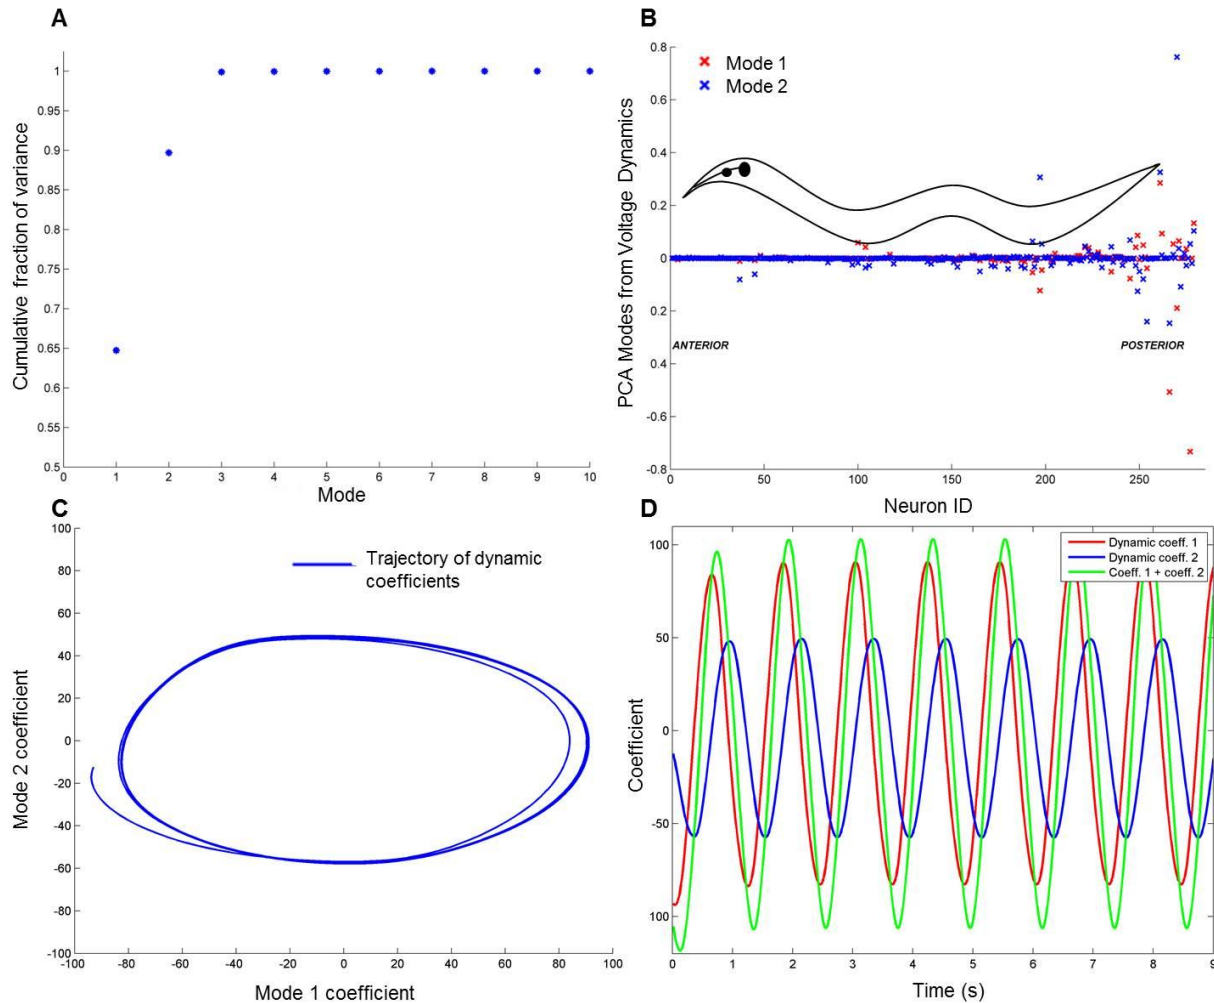 A
Cumulative fraction of variance
1
0.95
0.9
0.85
0.8
0.75
0.7
0.65
0.6
0.55
0.5
0 1 2 3 4 5 6 7 8 9 10
Mode
B
PCA Modes from Voltage Dynamics
0.8
0.6
0.4
0.2
0
0.2
0.4
-0.6
-0.8
Mode 1
Mode 2
ANTERIOR
POSTERIOR
0 50 100 150 200 250
Neuron ID
C
Mode 2 coefficient
100
80
60
40
20
0
-20
-40
-60
-80
-100
Trajectory of dynamic
coefficients
-100 -80 -60 -40 -20 0 20 40 60 80 100
Mode 1 coefficient
D
Coefficient
100
50
0
-50
100
Dynamic coeff. 1
Dynamic coeff. 2
Coeff. 1 + coeff. 2
0 1 2 3 4 5 6 7 8 9
Time (s)